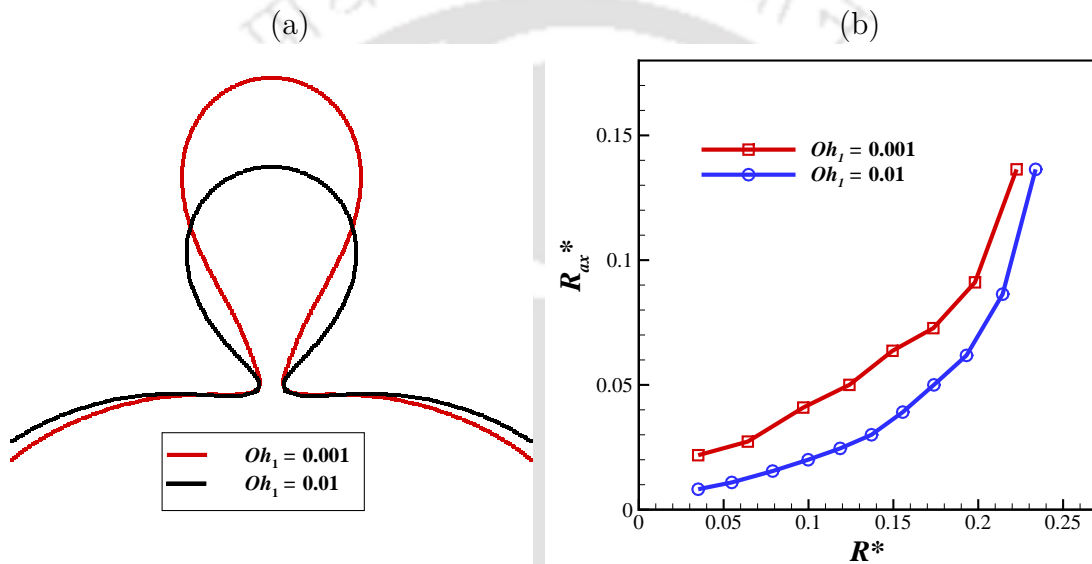 (a)
(b)
Oh₁ = 0.001
Oh₁ = 0.01
0.15
0.1
0.05
0
R_ax*
Oh₁ = 0.001
Oh₁ = 0.01
0 0.05 0.1 0.15 0.2 0.25
R*